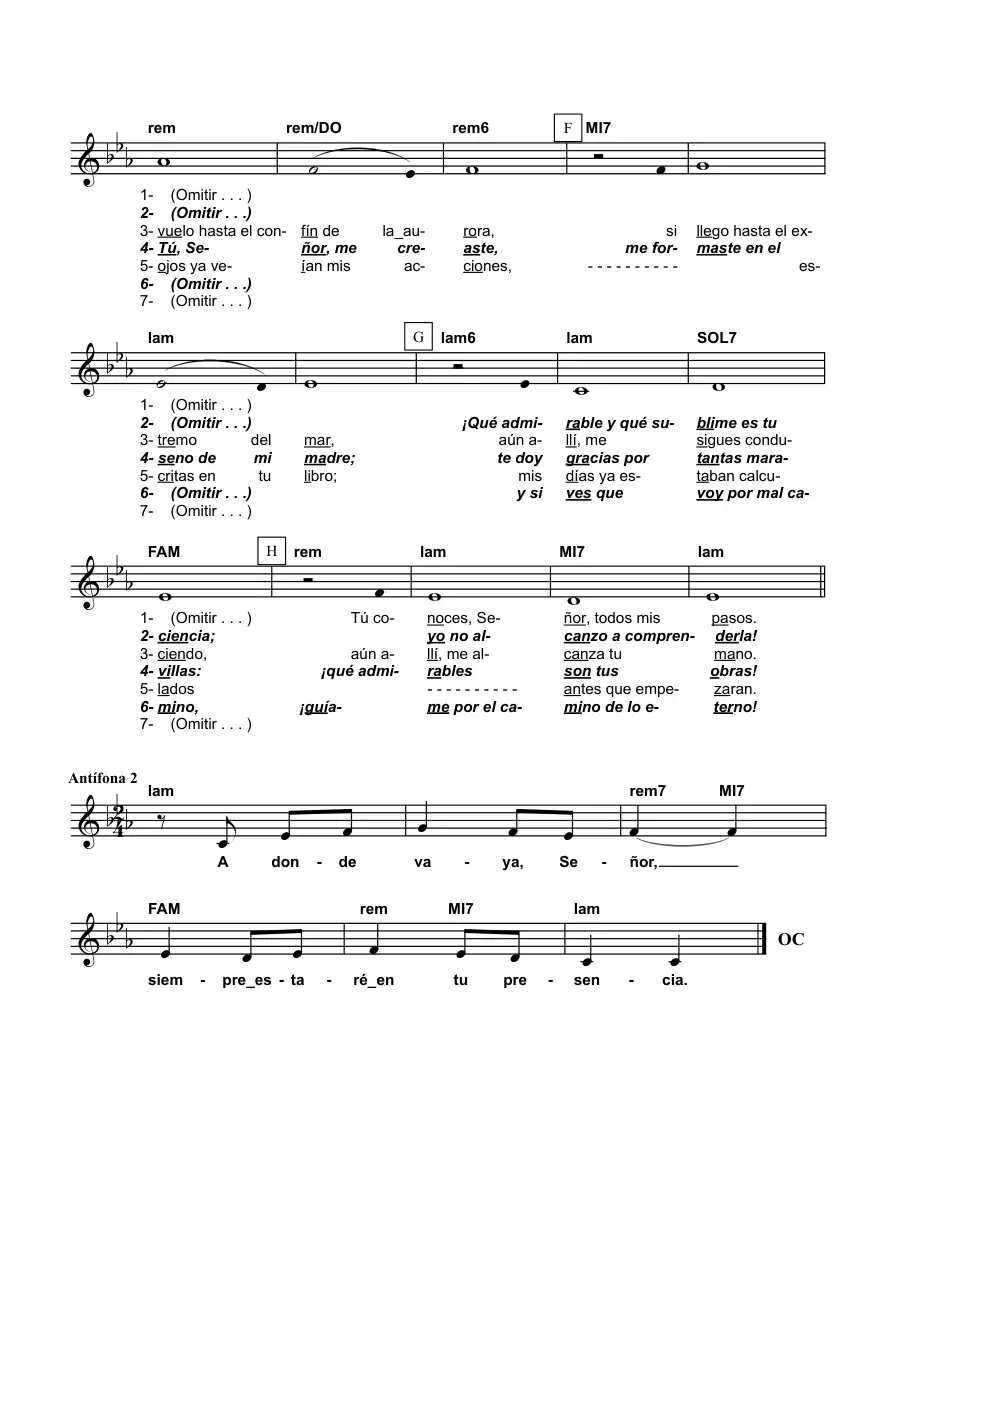 rem rem/DO rem6 F MI7
1- (Omitir . . . )
2- (Omitir . . .)
3- vuelo hasta el con- fín de la_au- rora, si llego hasta el ex-
4- Tú, Se- ñor, me cre- aste, me for- maste en el
5- ojos ya ve- ían mis ac- ciones, - - - - - - - - - - es-
6- (Omitir . . .)
7- (Omitir . . . )
lam G lam6 lam SOL7
1- (Omitir . . . )
2- (Omitir . . .) ¡Qué admi- rable y qué su- blime es tu
3- tremo del mar, aún a- llí, me sigues condu-
4- seno de mi madre; te doy gracias por tantas mara-
5- critas en tu libro; mis días ya es- taban calcu-
6- (Omitir . . .) y si ves que voy por mal ca-
7- (Omitir . . . )
FAM H rem lam MI7 lam
1- (Omitir . . . ) Tú co- noces, Se- ñor, todos mis pasos.
2- ciencia; yo no al- canzo a compren- derla!
3- ciendo, aún a- llí, me al- canza tu mano.
4- villas: ¡qué admi- rables son tus obras!
5- lados - - - - - - - - - - antes que empe- zaran.
6- mino, ¡guía- me por el ca- mino de lo e- terno!
7- (Omitir . . . )
Antífona 2
lam rem7 MI7
2
4
A don - de va - ya, Se - ñor,
FAM rem MI7 lam
OC
siem - pre_es - ta - ré_en tu pre - sen - cia.